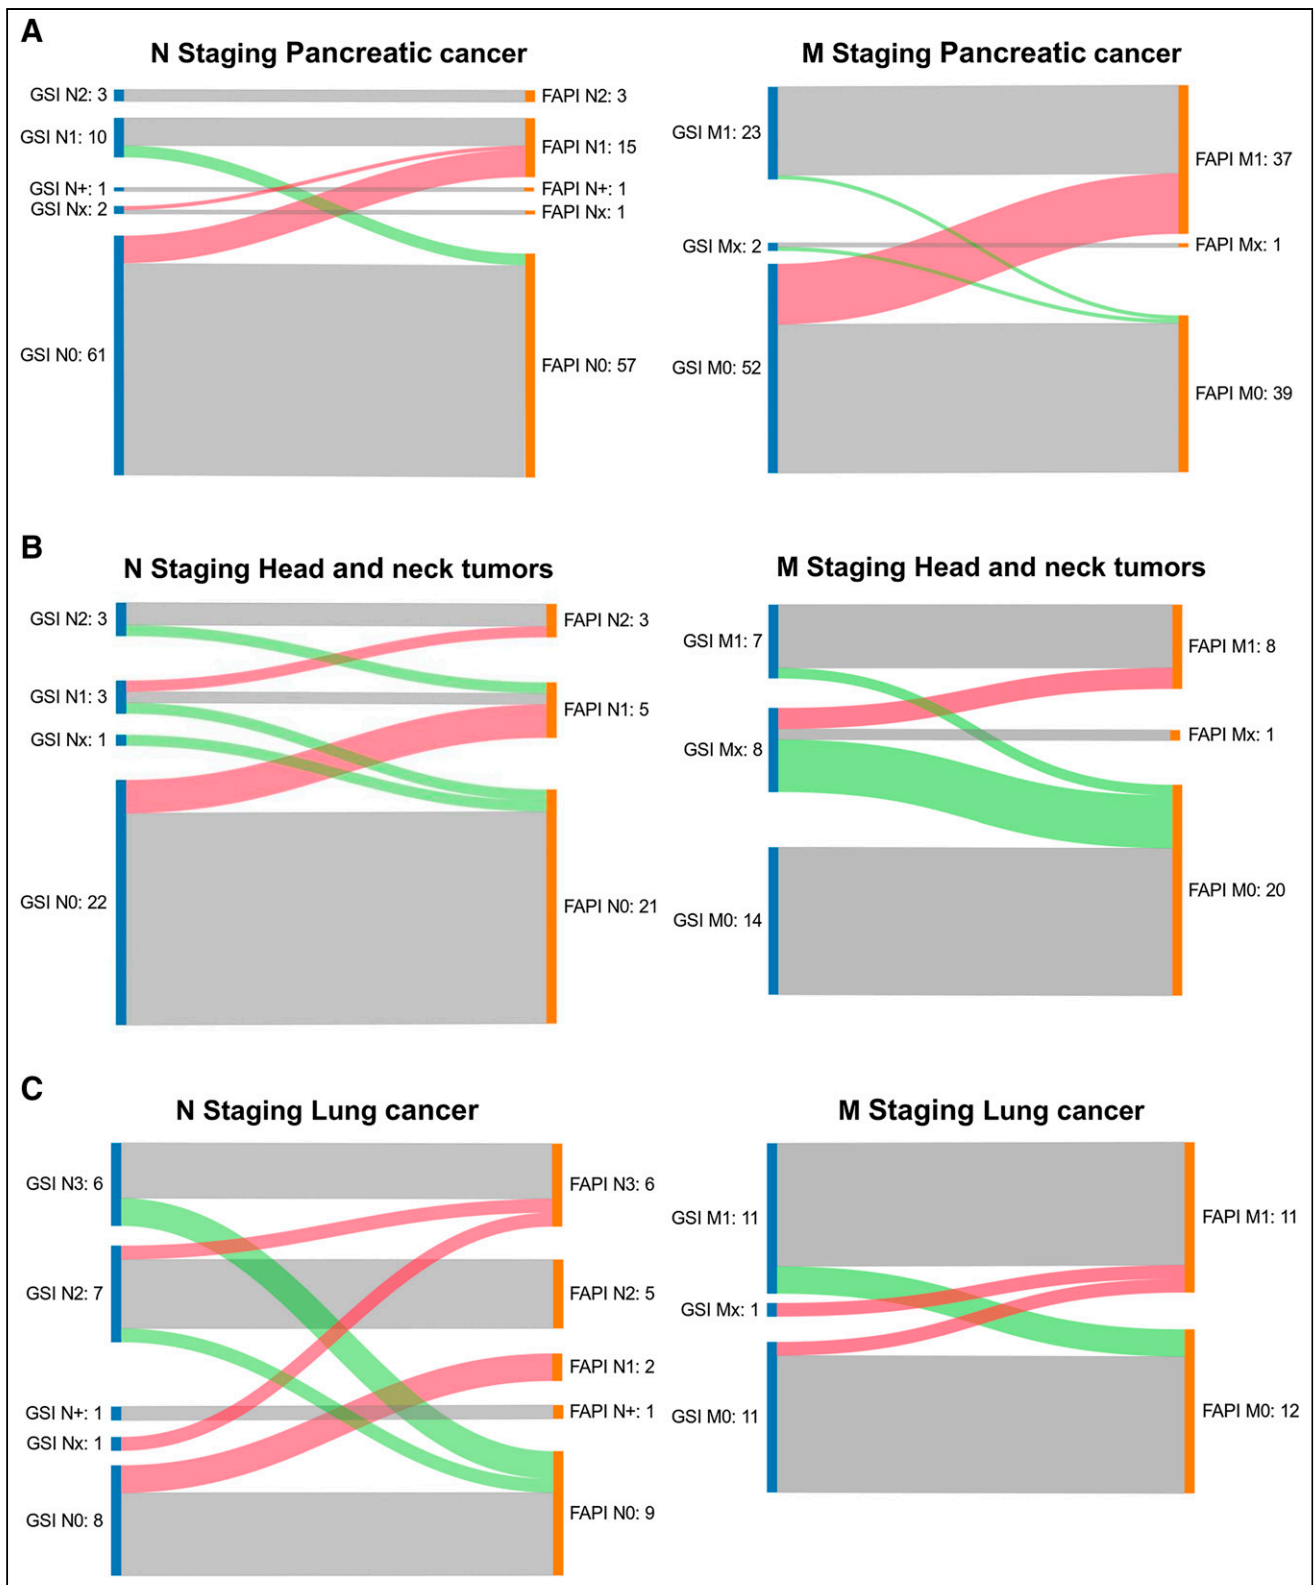 A
N Staging Pancreatic cancer
GSI N2: 3
FAPI N2: 3
GSI N1: 10
FAPI N1: 15
GSI N+: 1
FAPI N+: 1
GSI Nx: 2
FAPI Nx: 1
GSI N0: 61
FAPI N0: 57
M Staging Pancreatic cancer
GSI M1: 23
FAPI M1: 37
GSI Mx: 2
FAPI Mx: 1
GSI M0: 52
FAPI M0: 39
B
N Staging Head and neck tumors
GSI N2: 3
FAPI N2: 3
GSI N1: 3
FAPI N1: 5
GSI Nx: 1
GSI N0: 22
FAPI N0: 21
M Staging Head and neck tumors
GSI M1: 7
FAPI M1: 8
GSI Mx: 8
FAPI Mx: 1
GSI M0: 14
FAPI M0: 20
C
N Staging Lung cancer
GSI N3: 6
FAPI N3: 6
GSI N2: 7
FAPI N2: 5
FAPI N1: 2
GSI N+: 1
FAPI N+: 1
GSI Nx: 1
GSI N0: 8
FAPI N0: 9
M Staging Lung cancer
GSI M1: 11
FAPI M1: 11
GSI Mx: 1
GSI M0: 11
FAPI M0: 12